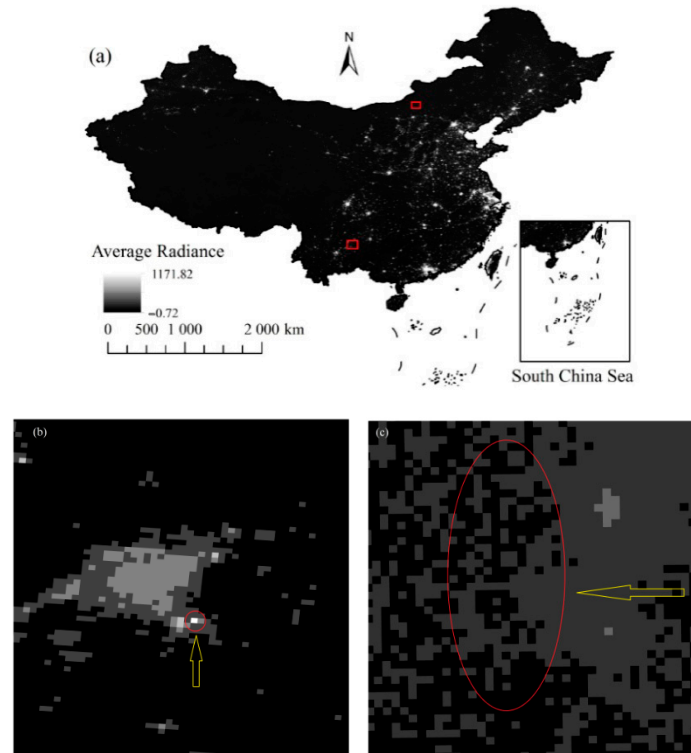 N
(a)
Average Radiance
1171.82
−0.72
0 500 1 000 2 000 km
South China Sea
(b)
(c)